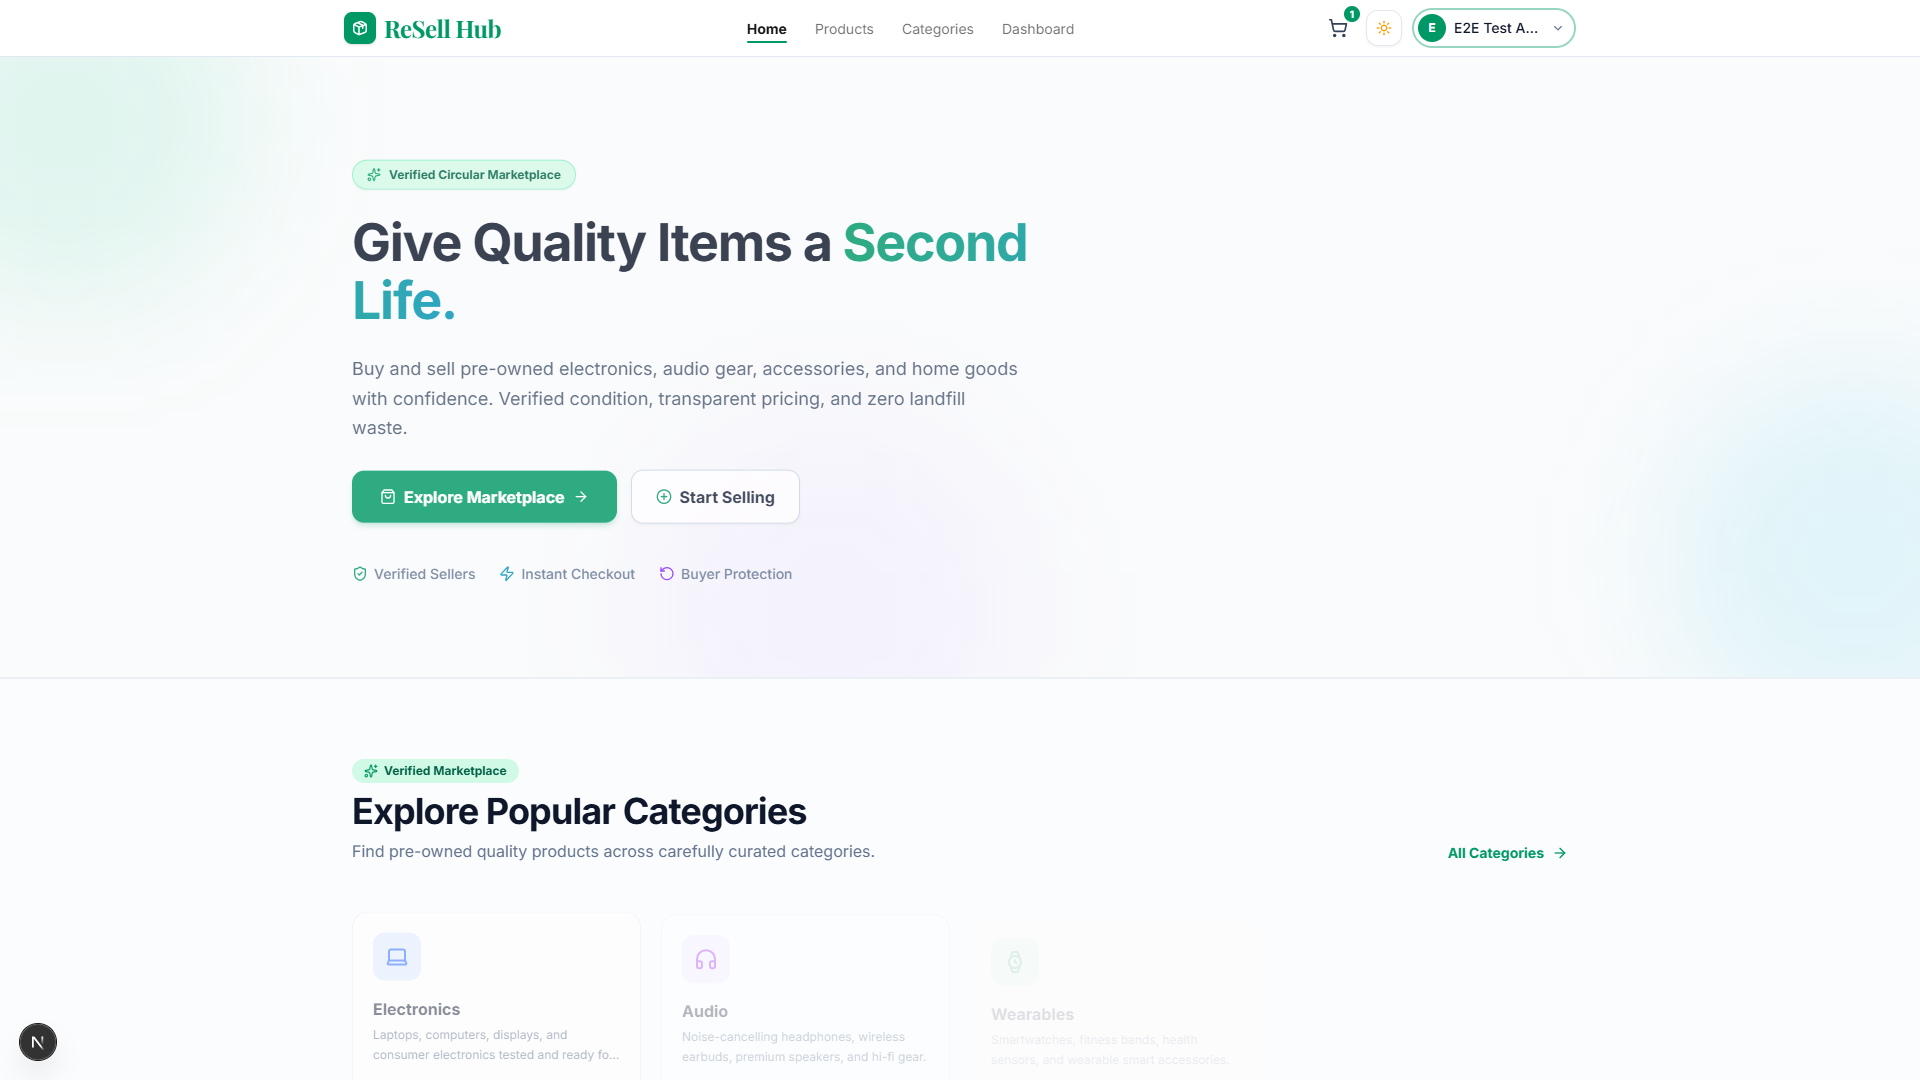 ReSell Hub
Home
Products
Categories
Dashboard
1
E
E2E Test A...
Verified Circular Marketplace
Give Quality Items a Second
Life.
Buy and sell pre-owned electronics, audio gear, accessories, and home goods
with confidence. Verified condition, transparent pricing, and zero landfill
waste.
Explore Marketplace
Start Selling
Verified Sellers
Instant Checkout
Buyer Protection
Verified Marketplace
Explore Popular Categories
Find pre-owned quality products across carefully curated categories.
All Categories
Electronics
Laptops, computers, displays, and
consumer electronics tested and ready fo...
Audio
Noise-cancelling headphones, wireless
earbuds, premium speakers, and hi-fi gear.
Wearables
Smartwatches, fitness bands, health
sensors, and wearable smart accessories.
N